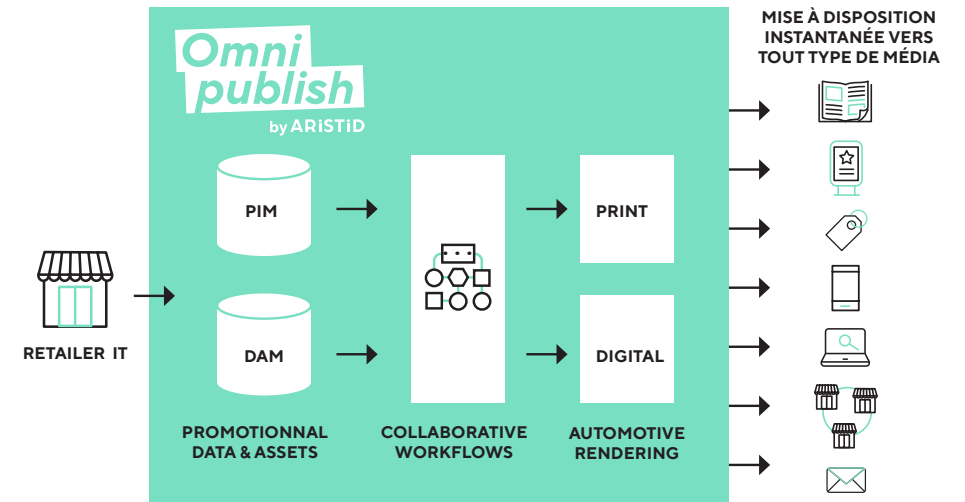 Omni
publish
by ARiSTiD
MISE À DISPOSITION
INSTANTANÉE VERS
TOUT TYPE DE MÉDIA
RETAILER IT
PIM
DAM
PRINT
DIGITAL
PROMOTIONNAL
DATA & ASSETS
COLLABORATIVE
WORKFLOWS
AUTOMOTIVE
RENDERING